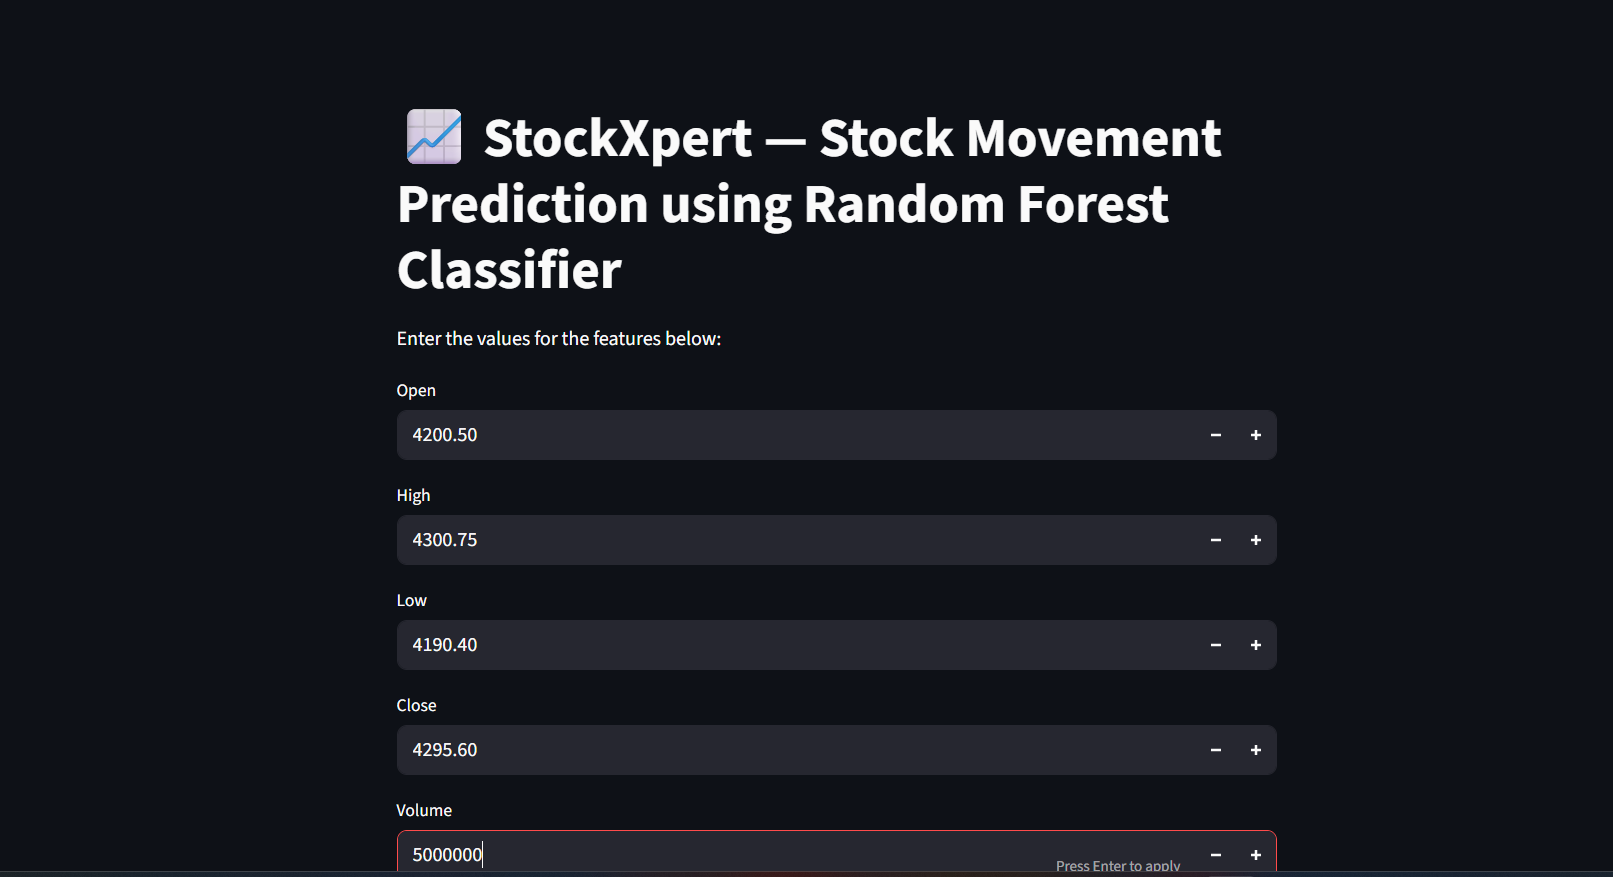 StockXpert — Stock Movement
Prediction using Random Forest
Classifier
Enter the values for the features below:
Open
4200.50
High
4300.75
Low
4190.40
Close
4295.60
Volume
5000000
Press Enter to apply